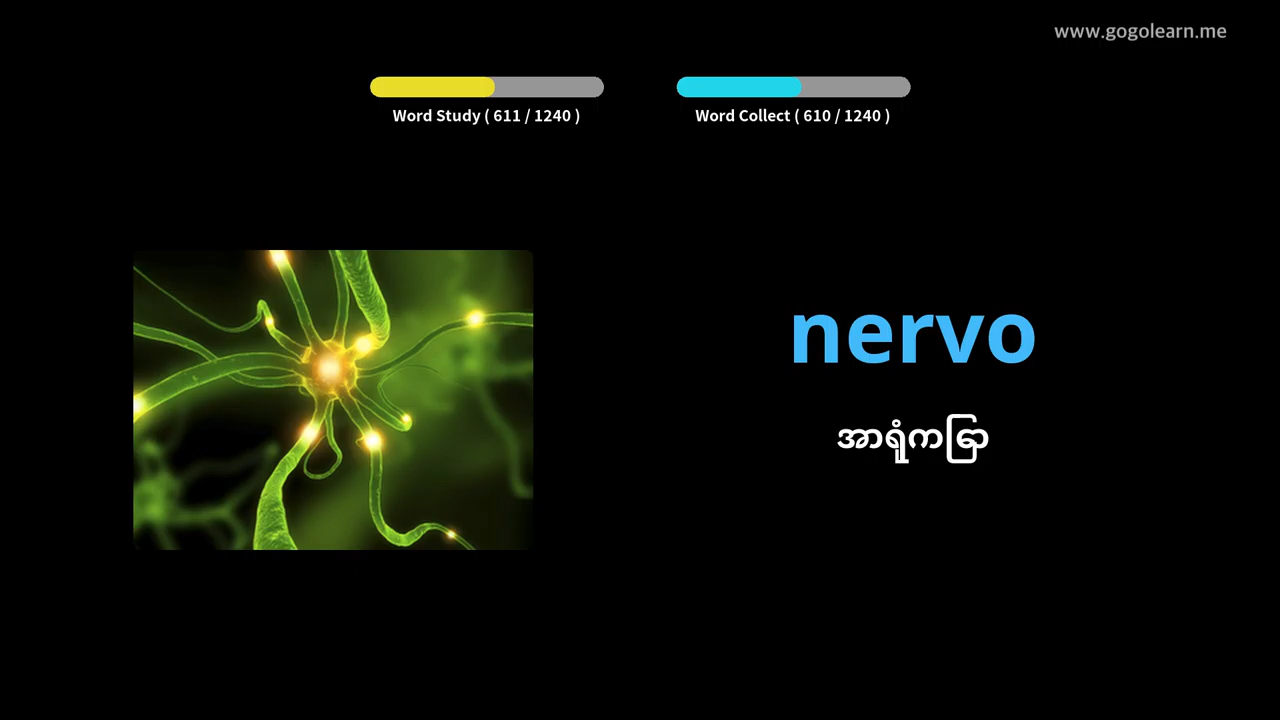 www.gogolearn.me
Word Study ( 611 / 1240 )
Word Collect ( 610 / 1240 )
nervo
အာရုံကြော